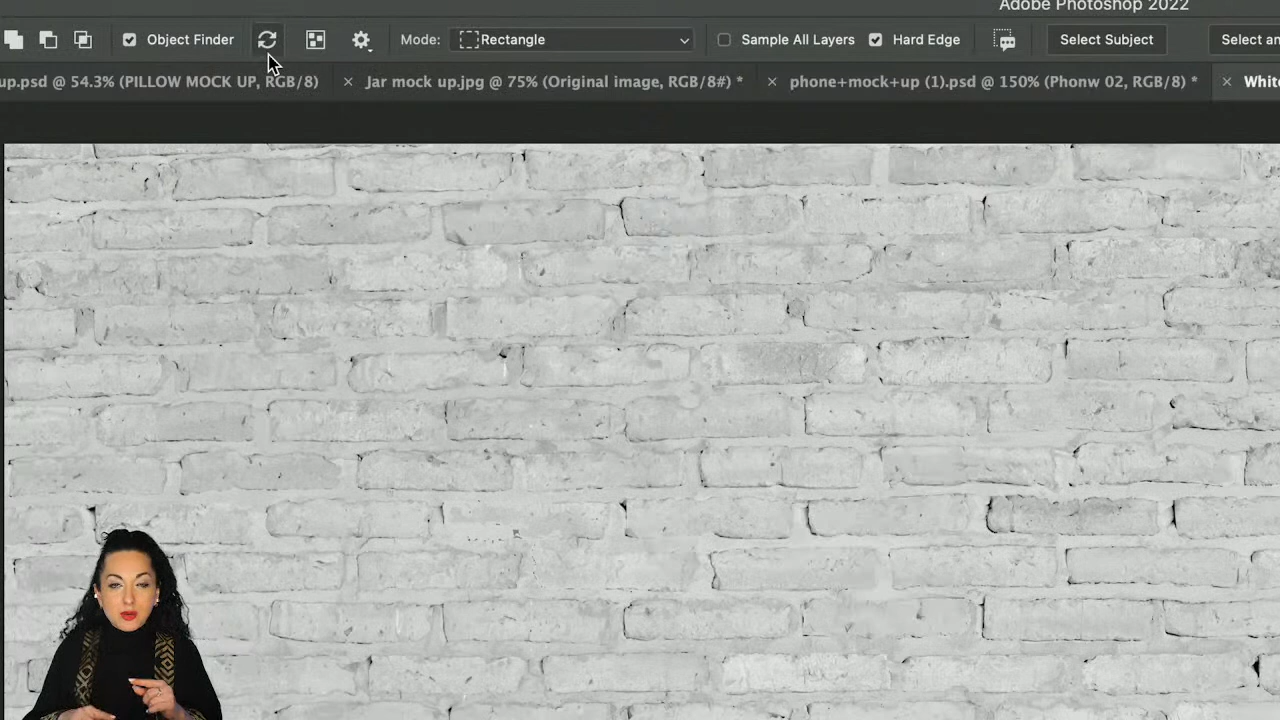 Adobe Photoshop 2022
Object Finder Mode: Rectangle Sample All Layers Hard Edge Select Subject Select an
up.psd @ 54.3% (PILLOW MOCK UP, RGB/8) × Jar mock up.jpg @ 75% (Original image, RGB/8#) * × phone+mock+up (1).psd @ 150% (Phonw 02, RGB/8) * × White